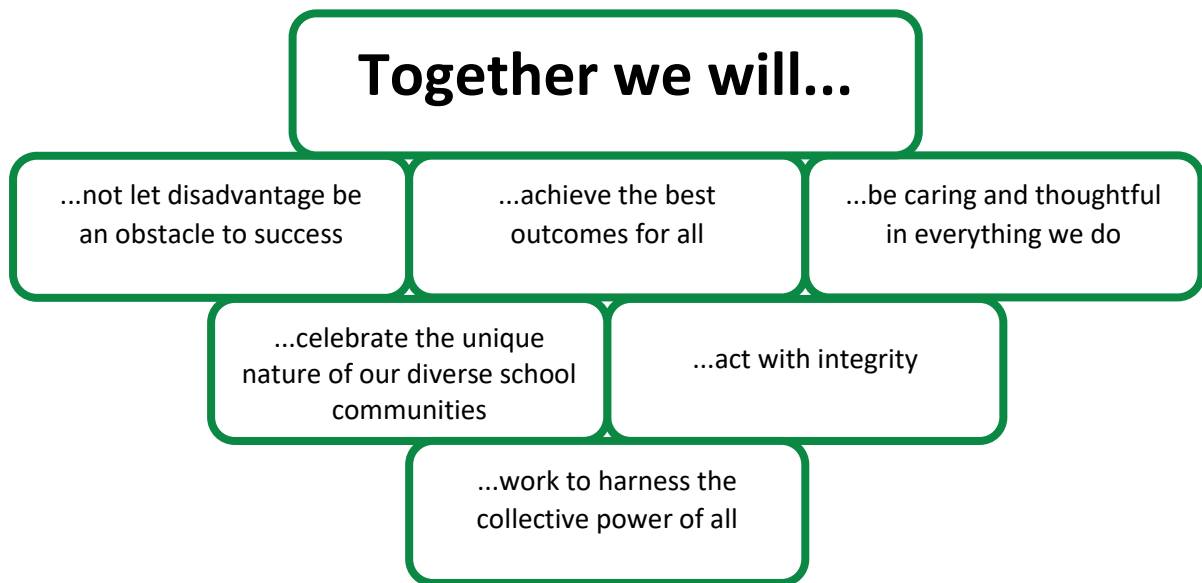 Together we will...
...not let disadvantage be
an obstacle to success
...achieve the best
outcomes for all
...be caring and thoughtful
in everything we do
...celebrate the unique
nature of our diverse school
communities
...act with integrity
...work to harness the
collective power of all